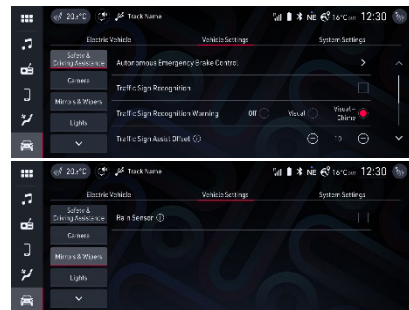 20.5°C Track Name NE 16°C 12:30
Electric Vehicle Vehicle Settings System Settings
Safety &
Driving Assistance
Autonomous Emergency Brake Control
Camera
Traffic Sign Recognition
Mirrors & Wipers
Traffic Sign Recognition Warning Off Visual Visual +
Chime
Lights
Traffic Sign Assist Offset 10
20.5°C Track Name NE 16°C 12:30
Electric Vehicle Vehicle Settings System Settings
Safety &
Driving Assistance
Rain Sensor
Camera
Mirrors & Wipers
Lights